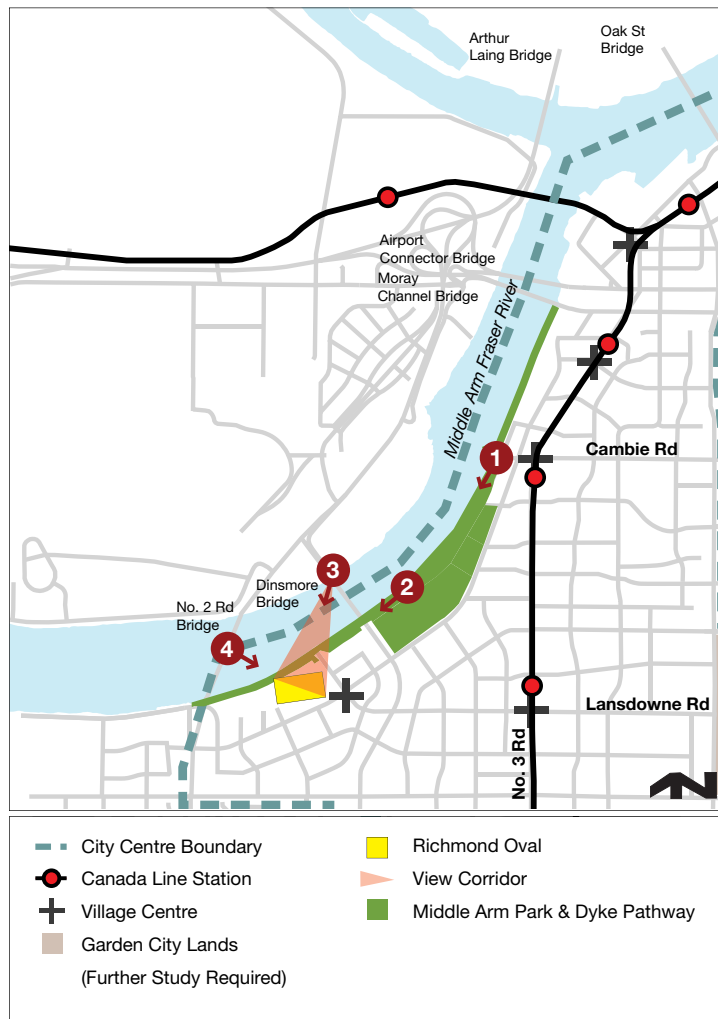 Arthur
Laing Bridge
Oak St
Bridge
Airport
Connector Bridge
Moray
Channel Bridge
Middle Arm Fraser River
1
Cambie Rd
3
2
Dinsmore
Bridge
No. 2 Rd
Bridge
4
Lansdowne Rd
No. 3 Rd
N
City Centre Boundary
Canada Line Station
Village Centre
Garden City Lands
(Further Study Required)
Richmond Oval
View Corridor
Middle Arm Park & Dyke Pathway